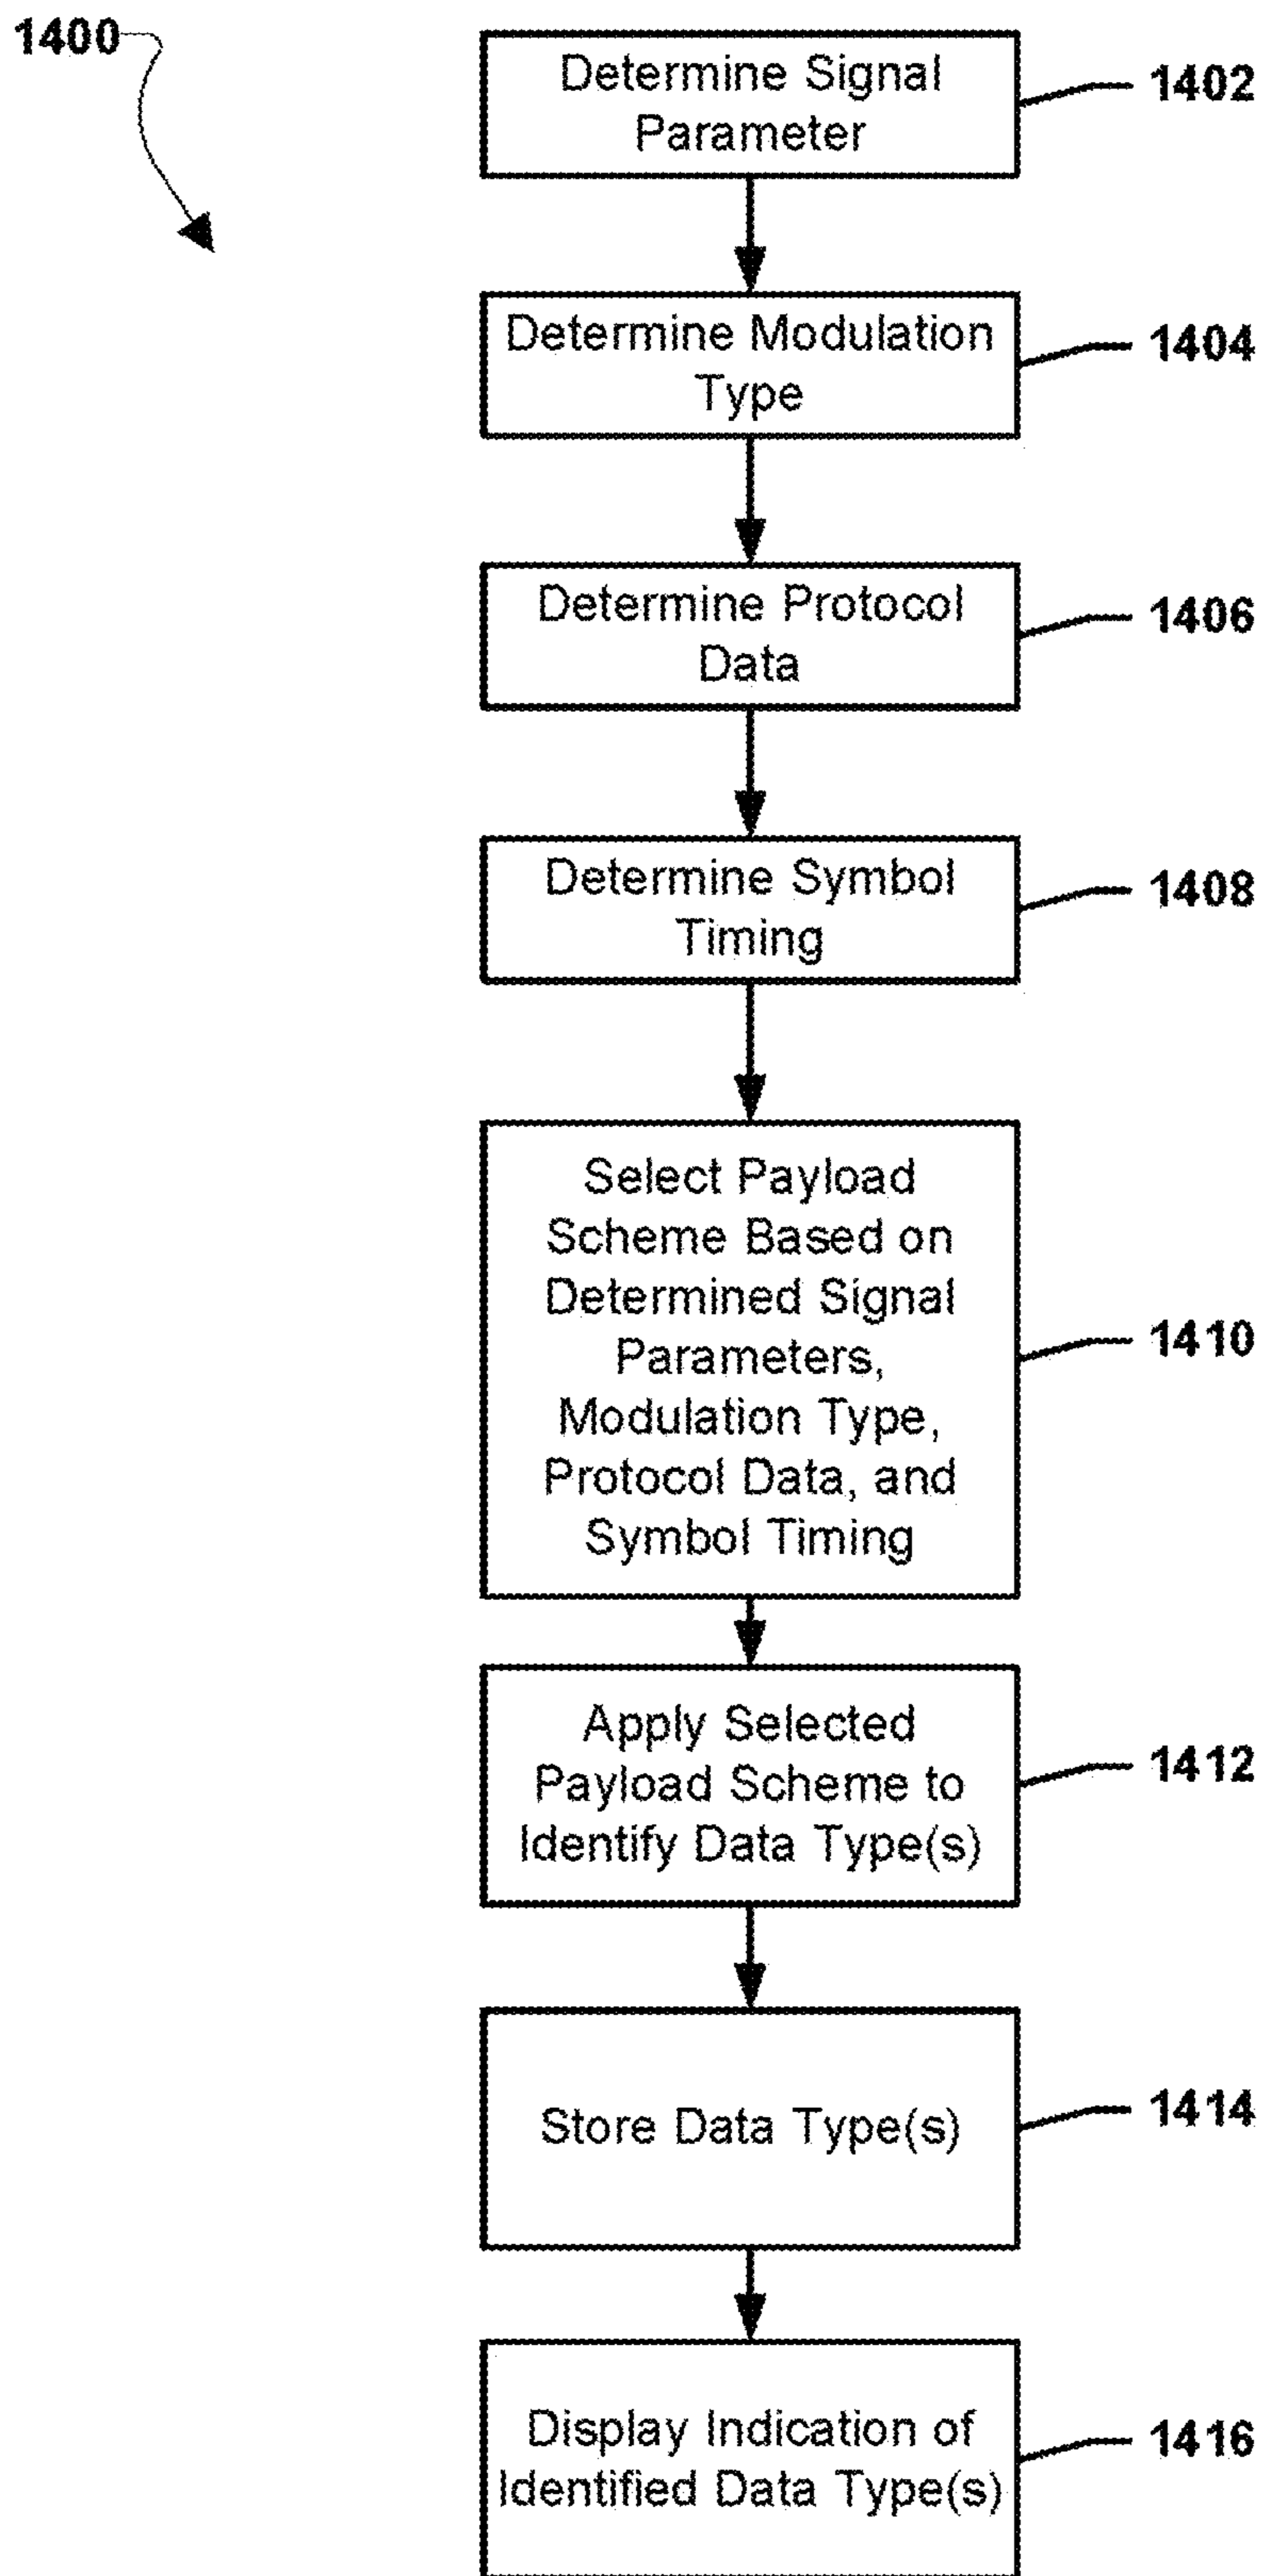 1400
Determine Signal
Parameter
1402
Determine Modulation
Type
1404
Determine Protocol
Data
1406
Determine Symbol
Timing
1408
Select Payload
Scheme Based on
Determined Signal
Parameters,
Modulation Type,
Protocol Data, and
Symbol Timing
1410
Apply Selected
Payload Scheme to
Identify Data Type(s)
1412
Store Data Type(s)
1414
Display Indication of
Identified Data Type(s)
1416